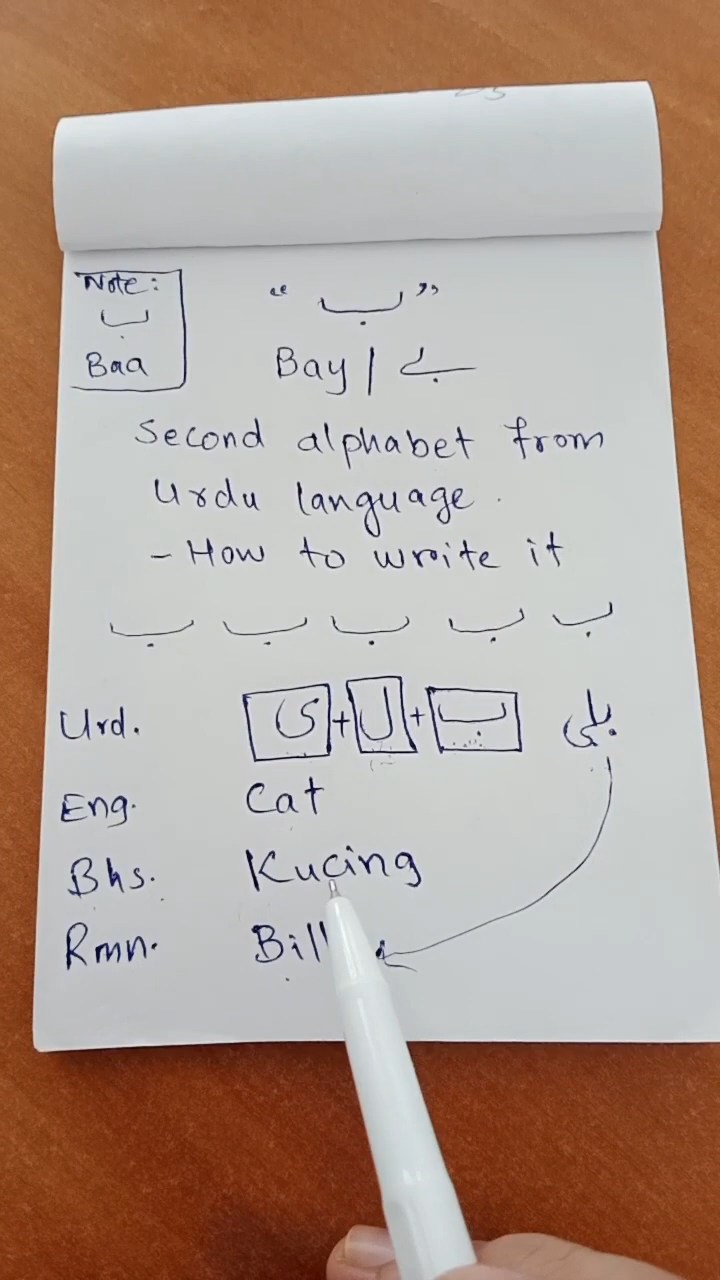 Note:
ب
Baa
“ ب ”
Bay / بے
Second alphabet from
Urdu language.
- How to write it
ب ب ب ب ب
Urd. ی + ل + ب بلی
Eng. Cat
Bhs. Kucing
Rmn.